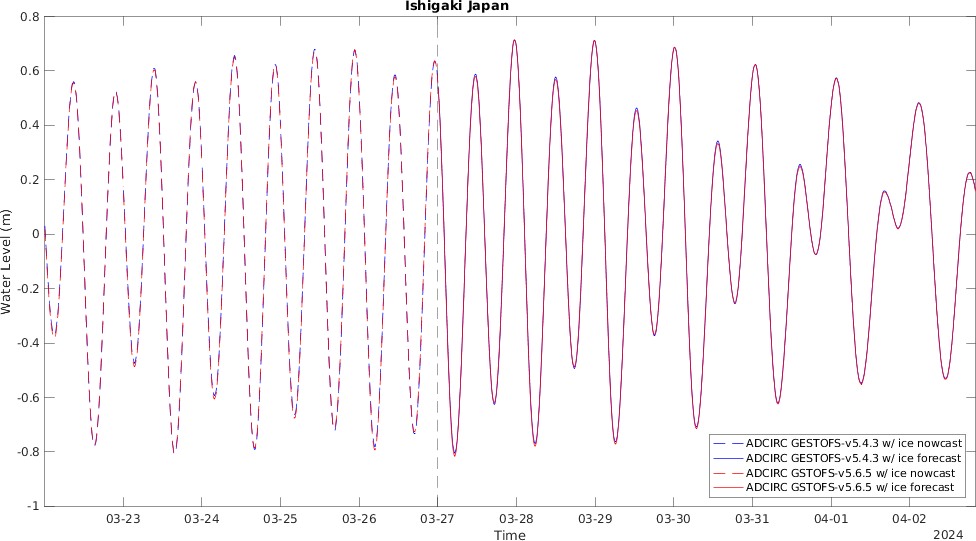 Ishigaki Japan
0.8
0.6
0.4
0.2
0
-0.2
-0.4
-0.6
-0.8
-1
Water Level (m)
ADCIRC GESTOFS-v5.4.3 w/ ice nowcast
ADCIRC GESTOFS-v5.4.3 w/ ice forecast
ADCIRC GSTOFS-v5.6.5 w/ ice nowcast
ADCIRC GSTOFS-v5.6.5 w/ ice forecast
03-23 03-24 03-25 03-26 03-27 03-28 03-29 03-30 03-31 04-01 04-02
Time
2024